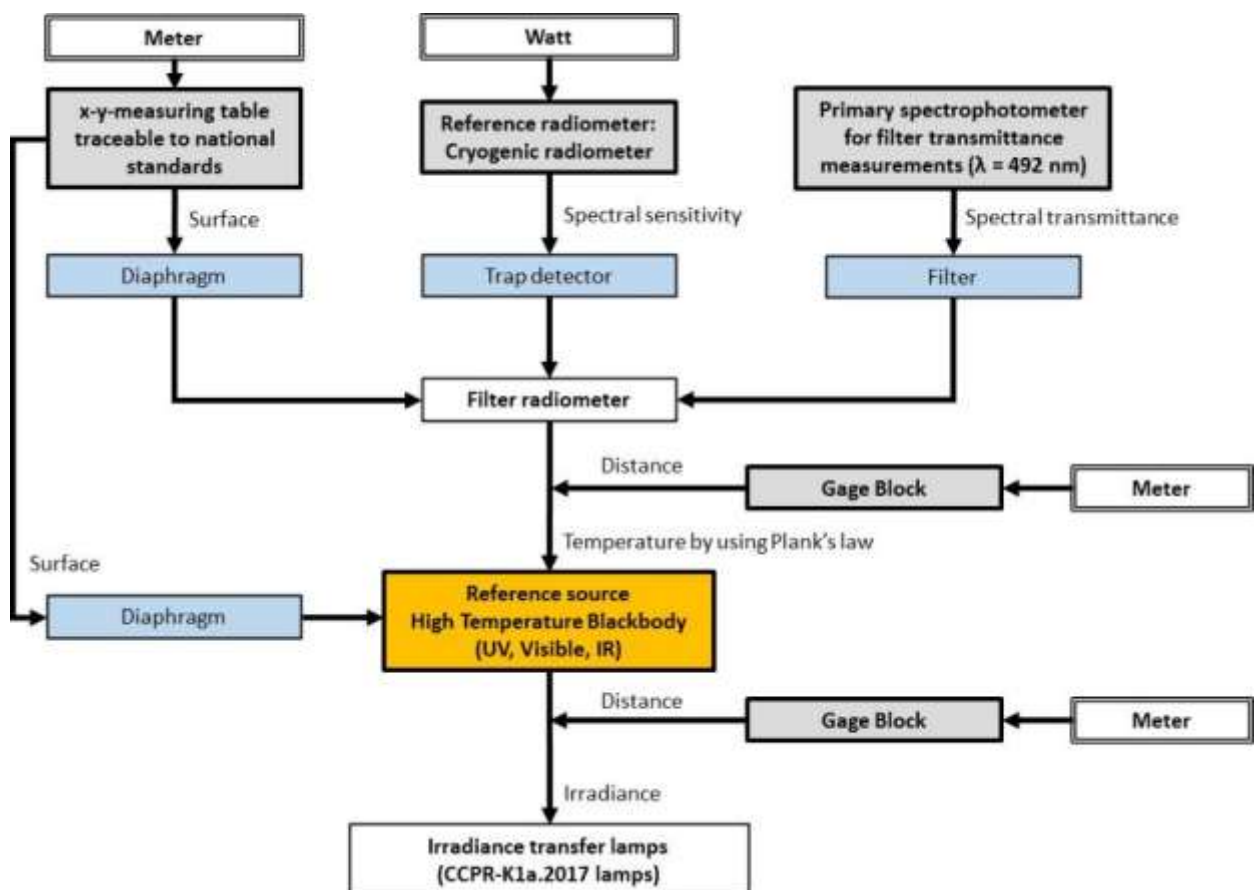 Meter
Watt
x-y-measuring table
traceable to national
standards
Reference radiometer:
Cryogenic radiometer
Primary spectrophotometer
for filter transmittance
measurements (λ = 492 nm)
Surface
Spectral sensitivity
Spectral transmittance
Diaphragm
Trap detector
Filter
Filter radiometer
Distance
Gage Block
Meter
Temperature by using Plank's law
Surface
Diaphragm
Reference source
High Temperature Blackbody
(UV, Visible, IR)
Distance
Gage Block
Meter
Irradiance
Irradiance transfer lamps
(CCPR-K1a.2017 lamps)